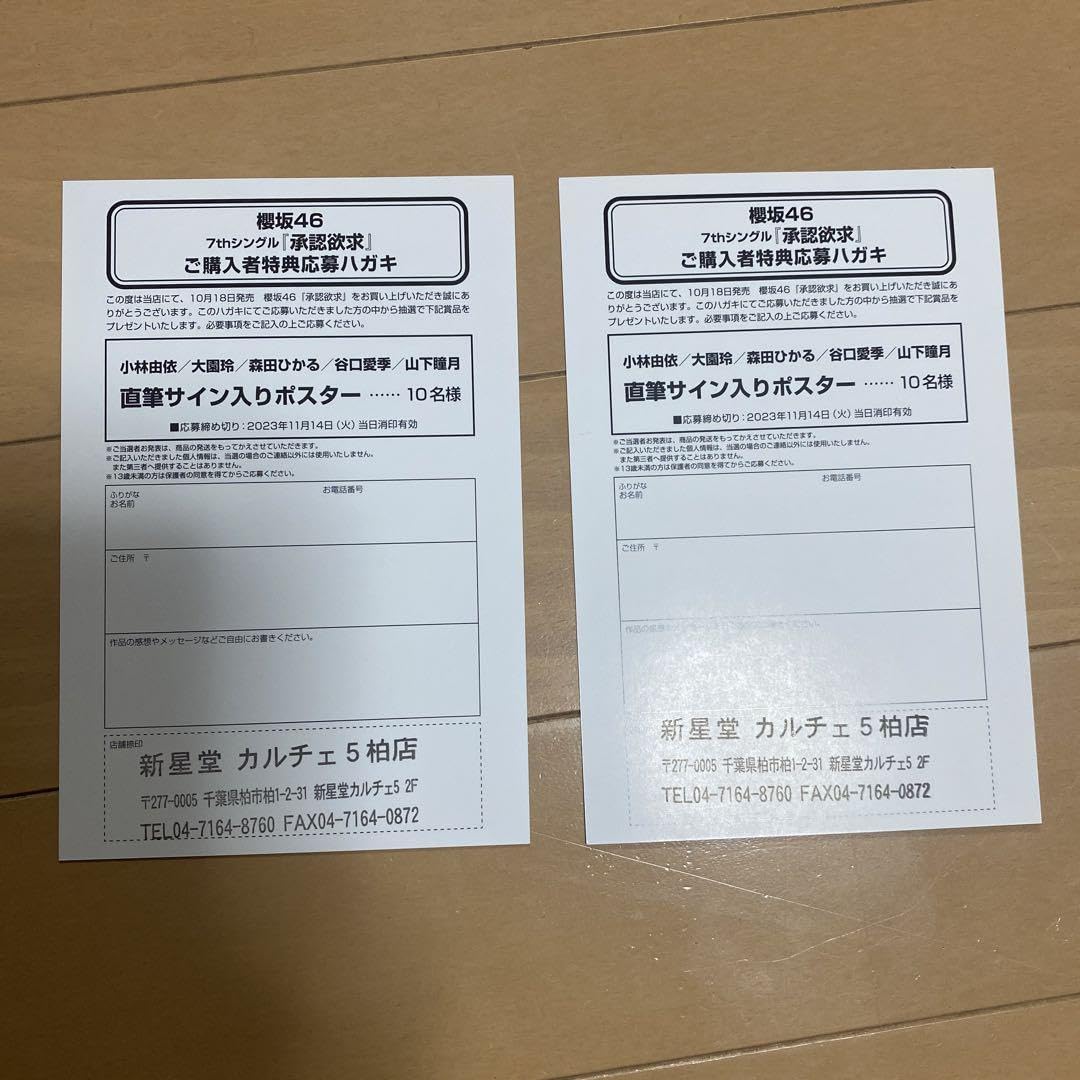 櫻坂46
7thシングル『承認欲求』
ご購入者特典応募ハガキ
この度は当店にて、10月18日発売　櫻坂46『承認欲求』をお買い上げいただき誠にあ
りがとうございます。このハガキにてご応募いただきました方の中から抽選で下記賞品を
プレゼントいたします。必要事項をご記入の上ご応募ください。
小林由依／大園玲／森田ひかる／谷口愛季／山下瞳月
直筆サイン入りポスター …… 10名様
■応募締め切り：2023年11月14日（火）当日消印有効
※ご当選者お発表は、商品の発送をもってかえさせていただきます。
※ご記入いただきました個人情報は、当選の場合のご連絡以外には使用いたしません。
また第三者へ提供することはありません。
※13歳未満の方は保護者の同意を得てからご応募ください。
ふりがな
お名前
お電話番号
ご住所　〒
作品の感想やメッセージなどご自由にお書きください。
店舗捺印
新星堂 カルチェ5柏店
〒277-0005 千葉県柏市柏1-2-31 新星堂カルチェ5 2F
TEL04-7164-8760 FAX04-7164-0872
櫻坂46
7thシングル『承認欲求』
ご購入者特典応募ハガキ
この度は当店にて、10月18日発売　櫻坂46『承認欲求』をお買い上げいただき誠にあ
りがとうございます。このハガキにてご応募いただきました方の中から抽選で下記賞品を
プレゼントいたします。必要事項をご記入の上ご応募ください。
小林由依／大園玲／森田ひかる／谷口愛季／山下瞳月
直筆サイン入りポスター …… 10名様
■応募締め切り：2023年11月14日（火）当日消印有効
※ご当選者お発表は、商品の発送をもってかえさせていただきます。
※ご記入いただきました個人情報は、当選の場合のご連絡以外には使用いたしません。
また第三者へ提供することはありません。
※13歳未満の方は保護者の同意を得てからご応募ください。
ふりがな
お名前
お電話番号
ご住所　〒
作品の感想やメッセージなどご自由にお書きください。
新星堂 カルチェ5柏店
〒277-0005 千葉県柏市柏1-2-31 新星堂カルチェ5 2F
TEL04-7164-8760 FAX04-7164-0872